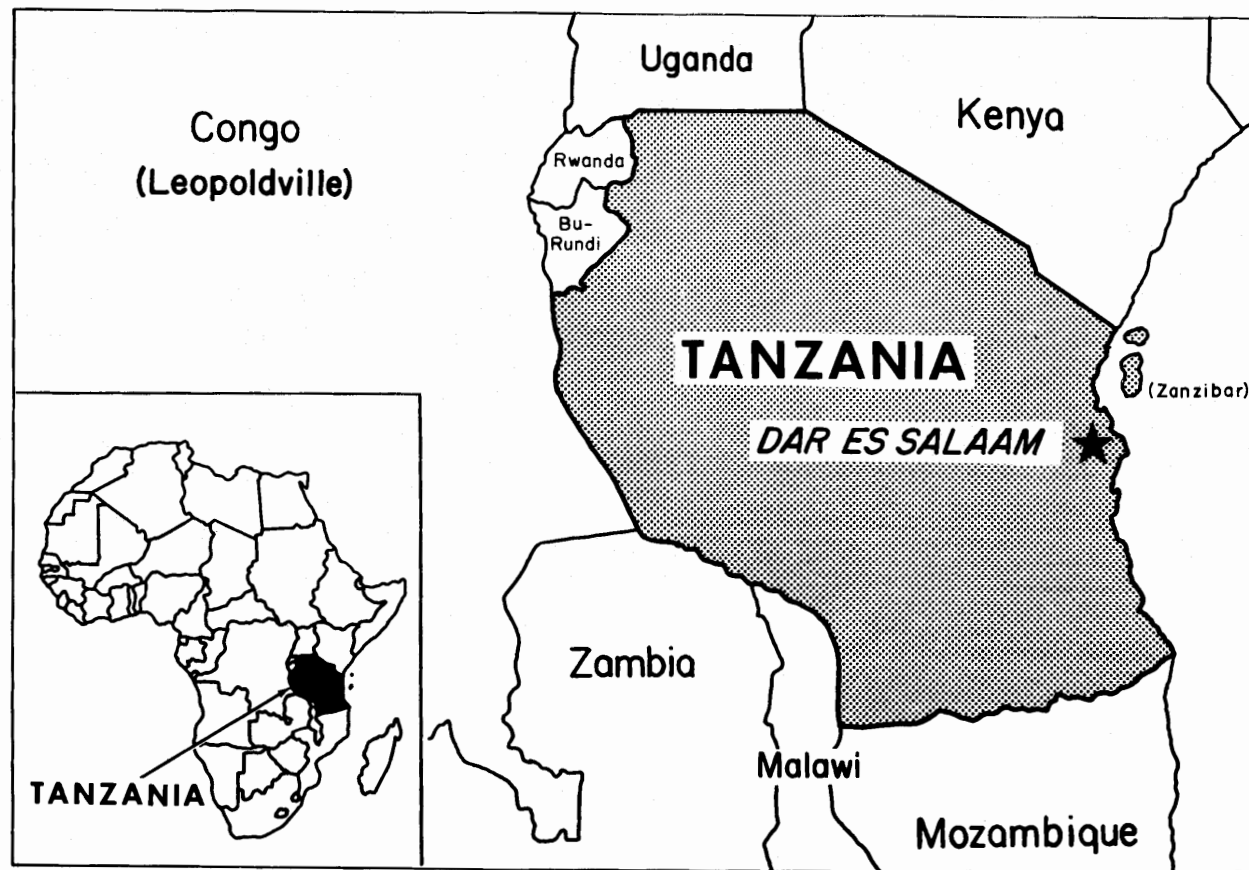 Uganda
Kenya
Congo
(Leopoldville)
Rwanda
Bu-
Rundi
TANZANIA
(Zanzibar)
DAR ES SALAAM
Zambia
Malawi
TANZANIA
Mozambique